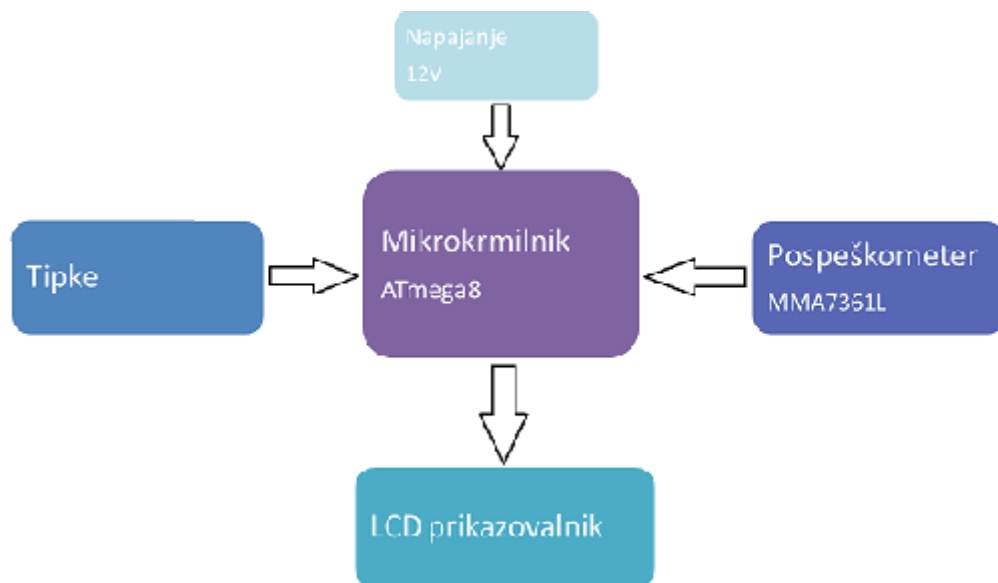 Napajanje
12V
Tipke
Mikrokrmilnik
ATmega8
Pospeškometer
MMA7361L
LCD prikazovalnik